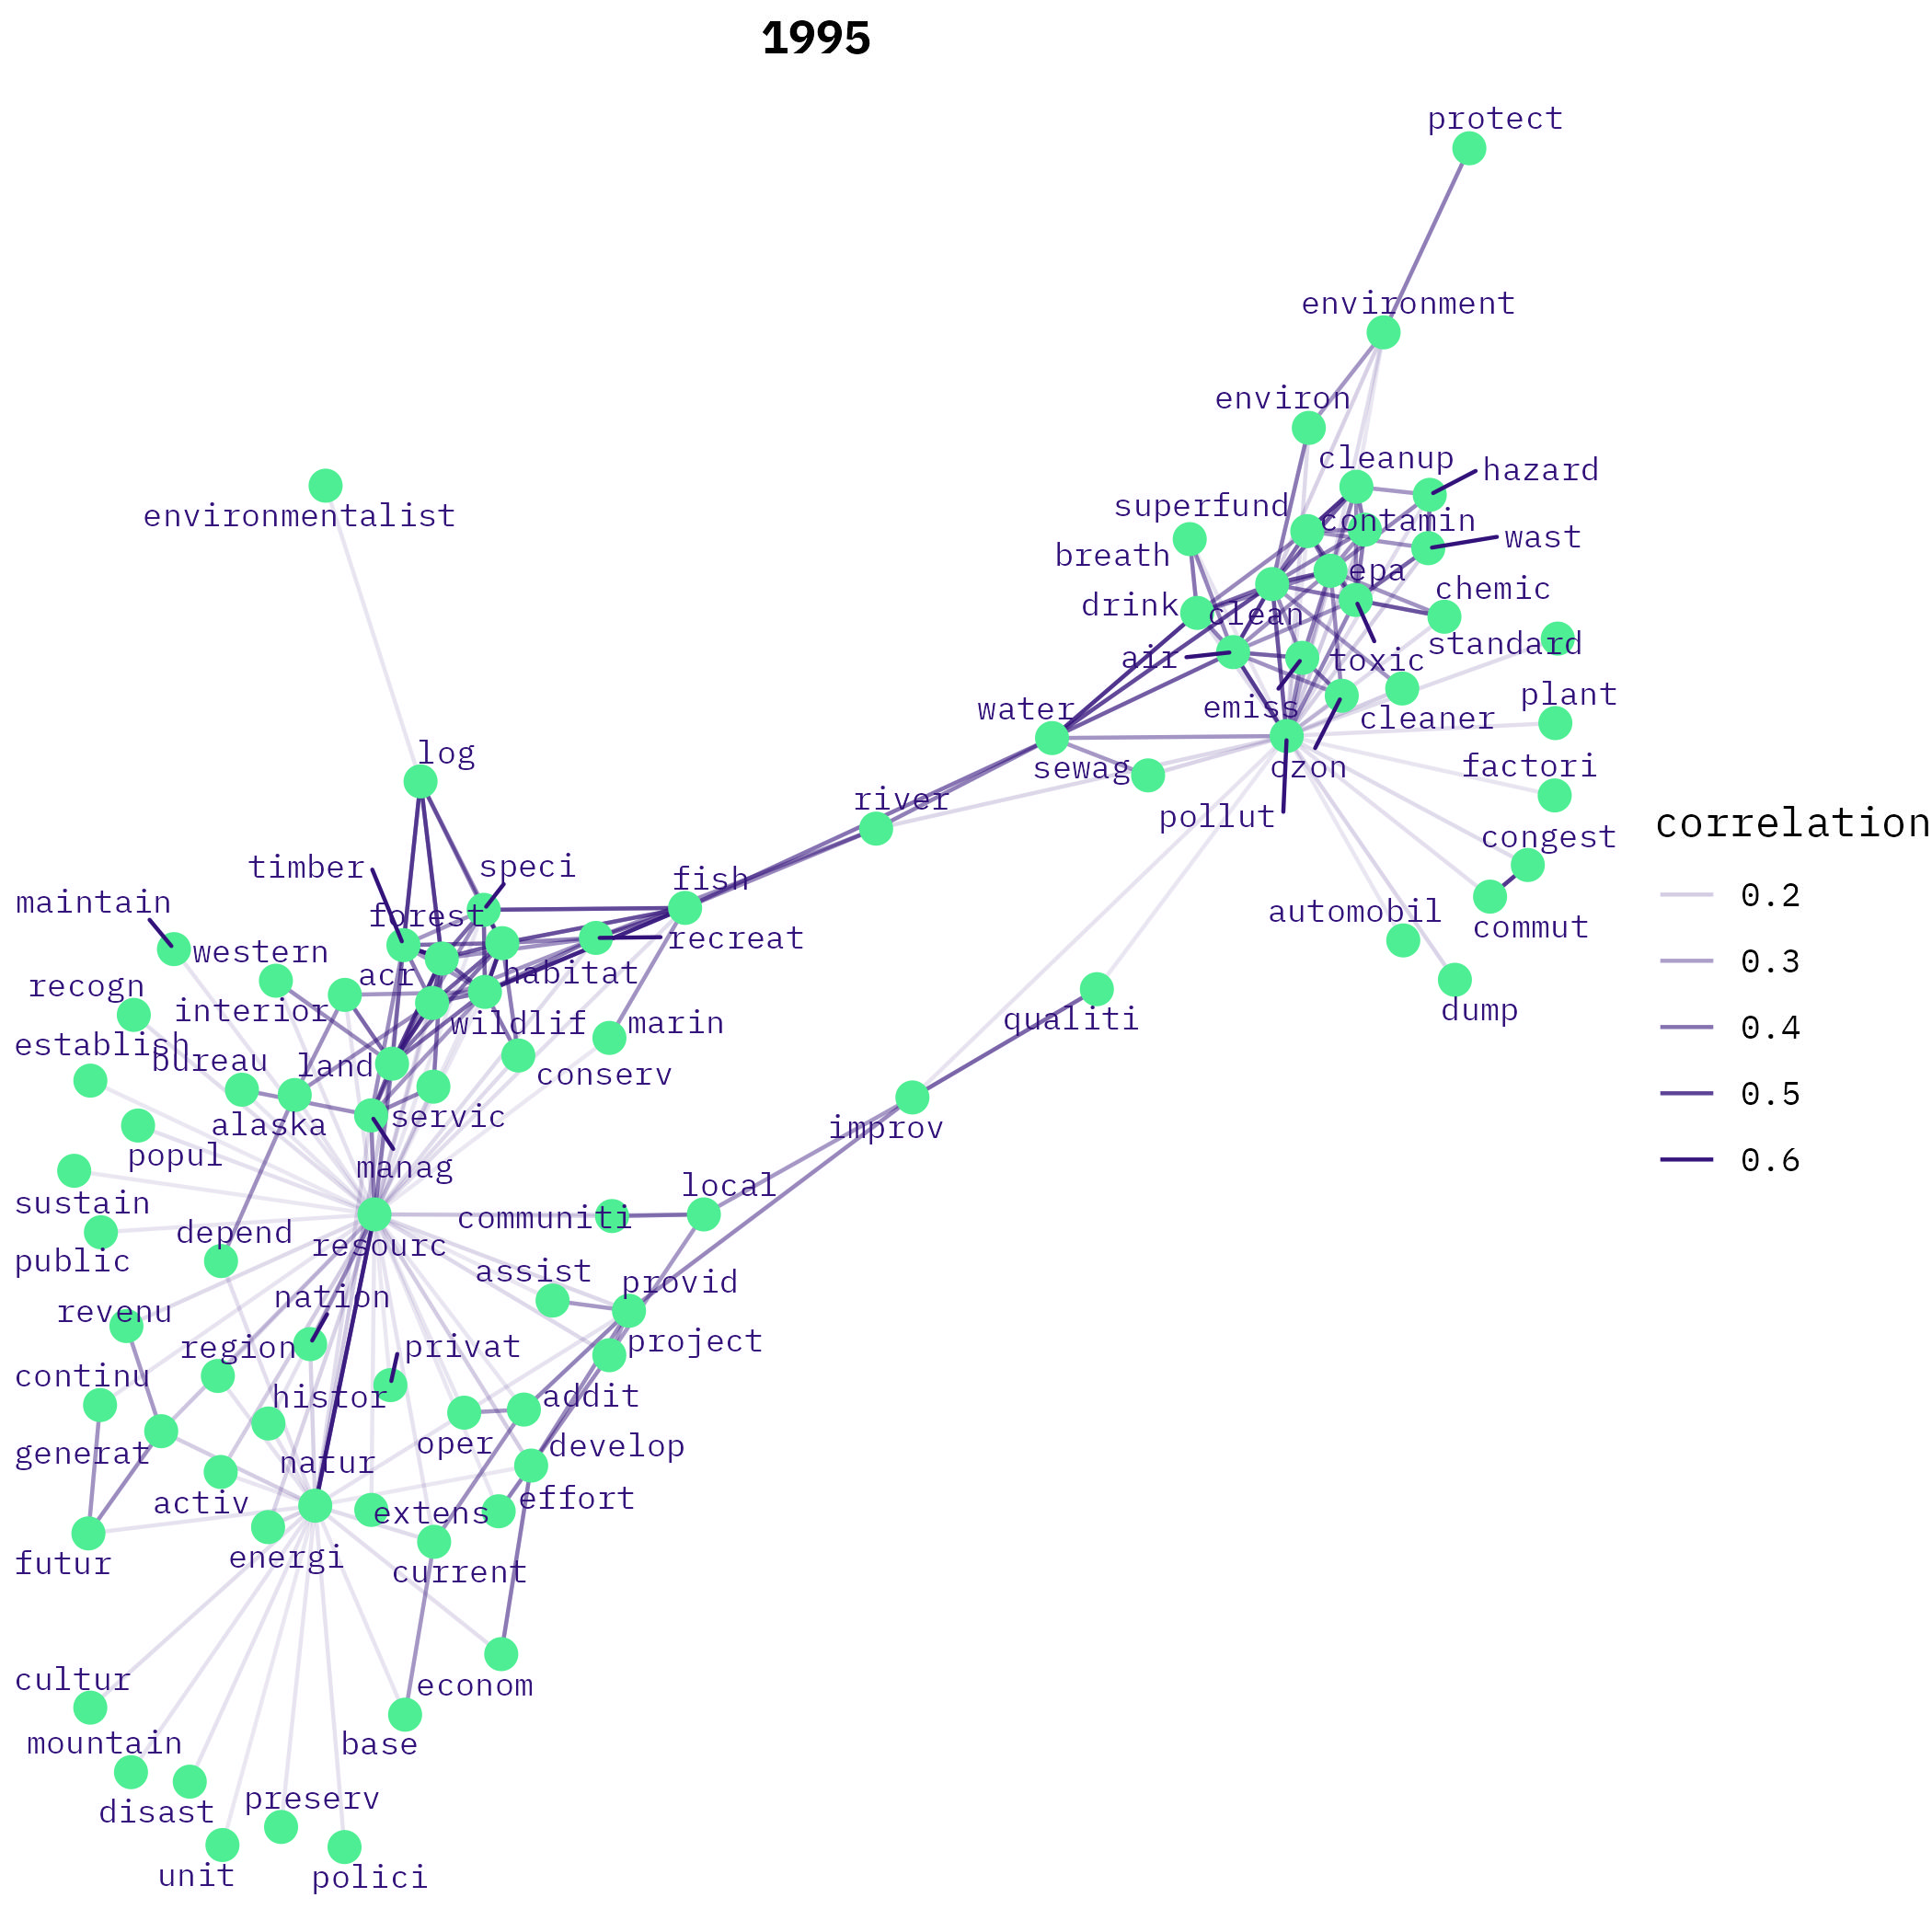 1995
protect
environment
environ
cleanup
hazard
environmentalist
superfund
contamin
wast
breath
epa
chemic
drink
clean
standard
air
toxic
plant
water
emiss
cleaner
log
sewag
ozon
factori
river
pollut
correlation
timber
speci
fish
congest
0.2
maintain
forest
automobil
commut
western
recreat
0.3
recogn
acr
habitat
dump
interior
wildlif
marin
qualiti
0.4
establish
bureau
land
conserv
0.5
alaska
servic
improv
popul
manag
0.6
sustain
local
depend
communiti
public
resourc
assist
provid
revenu
nation
region
privat
project
continu
histor
addit
generat
natur
oper
develop
activ
extens
effort
futur
energi
current
cultur
econom
mountain
base
disast
preserv
unit
polici